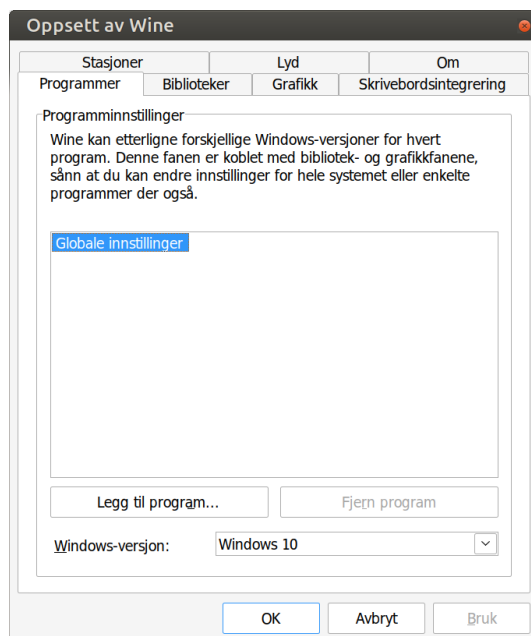 Oppsett av Wine
Stasjoner Lyd Om
Programmer Biblioteker Grafikk Skrivebordsintegrering
Programminnstillinger
Wine kan etterligne forskjellige Windows-versjoner for hvert
program. Denne fanen er koblet med bibliotek- og grafikkfanene,
sånn at du kan endre innstillinger for hele systemet eller enkelte
programmer der også.
Globale innstillinger
Legg til program... Fjern program
Windows-versjon: Windows 10
OK Avbryt Bruk